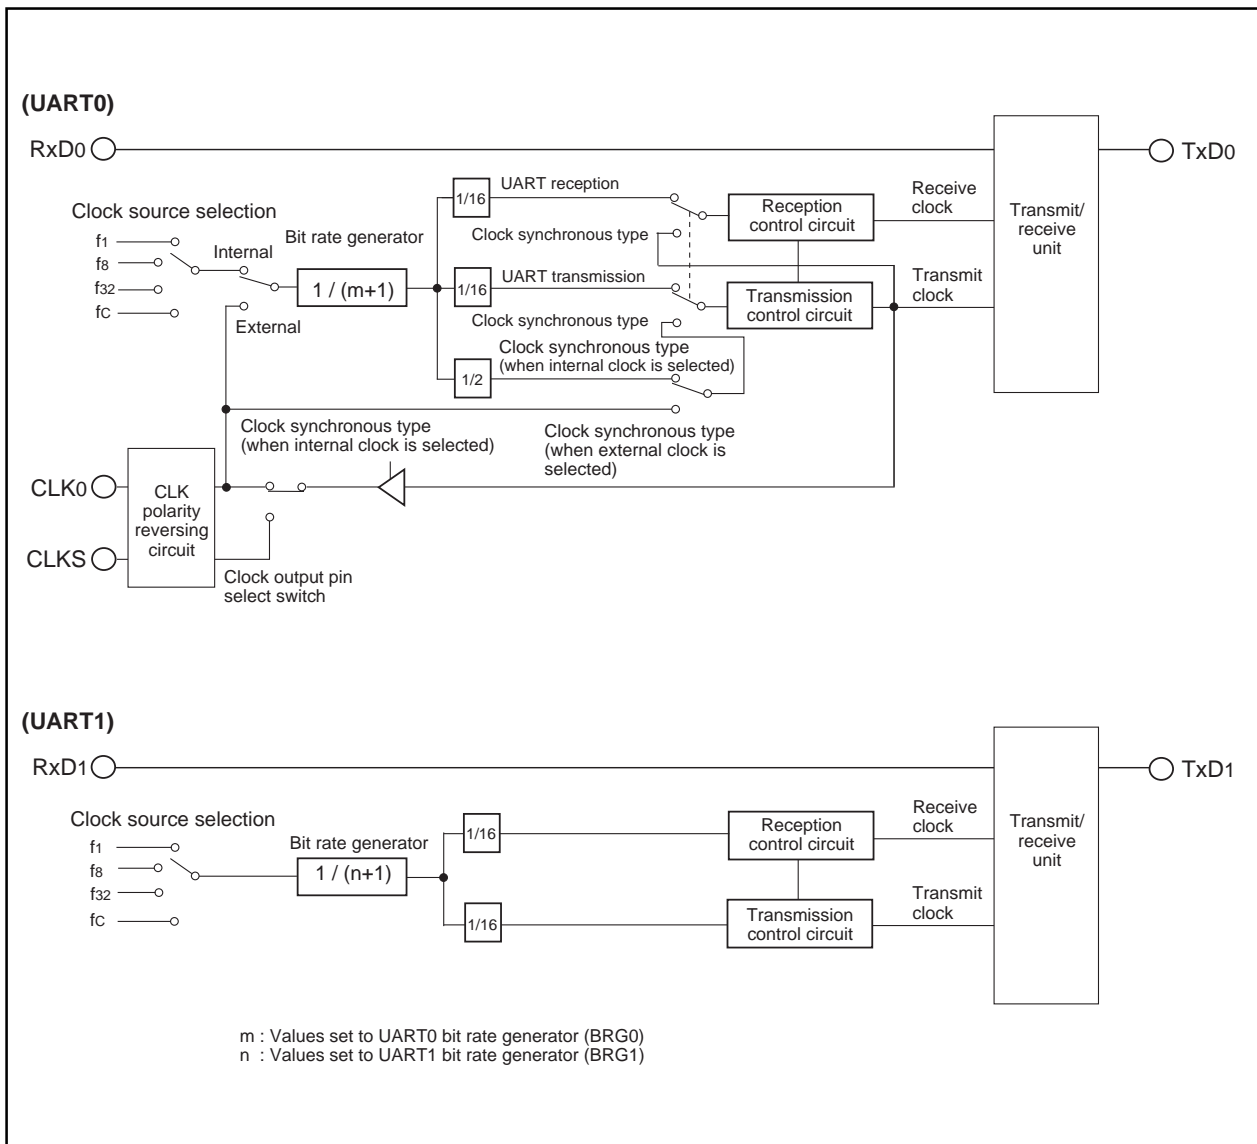 (UART0)
RxD0
TxD0
1/16
UART reception
Reception
control circuit
Receive
clock
Transmit/
receive
unit
Clock source selection
f1
f8
f32
fC
Internal
External
Bit rate generator
1 / (m+1)
Clock synchronous type
1/16
UART transmission
Transmission
control circuit
Transmit
clock
Clock synchronous type
1/2
Clock synchronous type
(when internal clock is selected)
Clock synchronous type
(when internal clock is selected)
Clock synchronous type
(when external clock is
selected)
CLK0
CLKS
CLK
polarity
reversing
circuit
Clock output pin
select switch
(UART1)
RxD1
TxD1
Clock source selection
f1
f8
f32
fC
Bit rate generator
1 / (n+1)
1/16
1/16
Reception
control circuit
Receive
clock
Transmission
control circuit
Transmit
clock
Transmit/
receive
unit
m : Values set to UART0 bit rate generator (BRG0)
n : Values set to UART1 bit rate generator (BRG1)